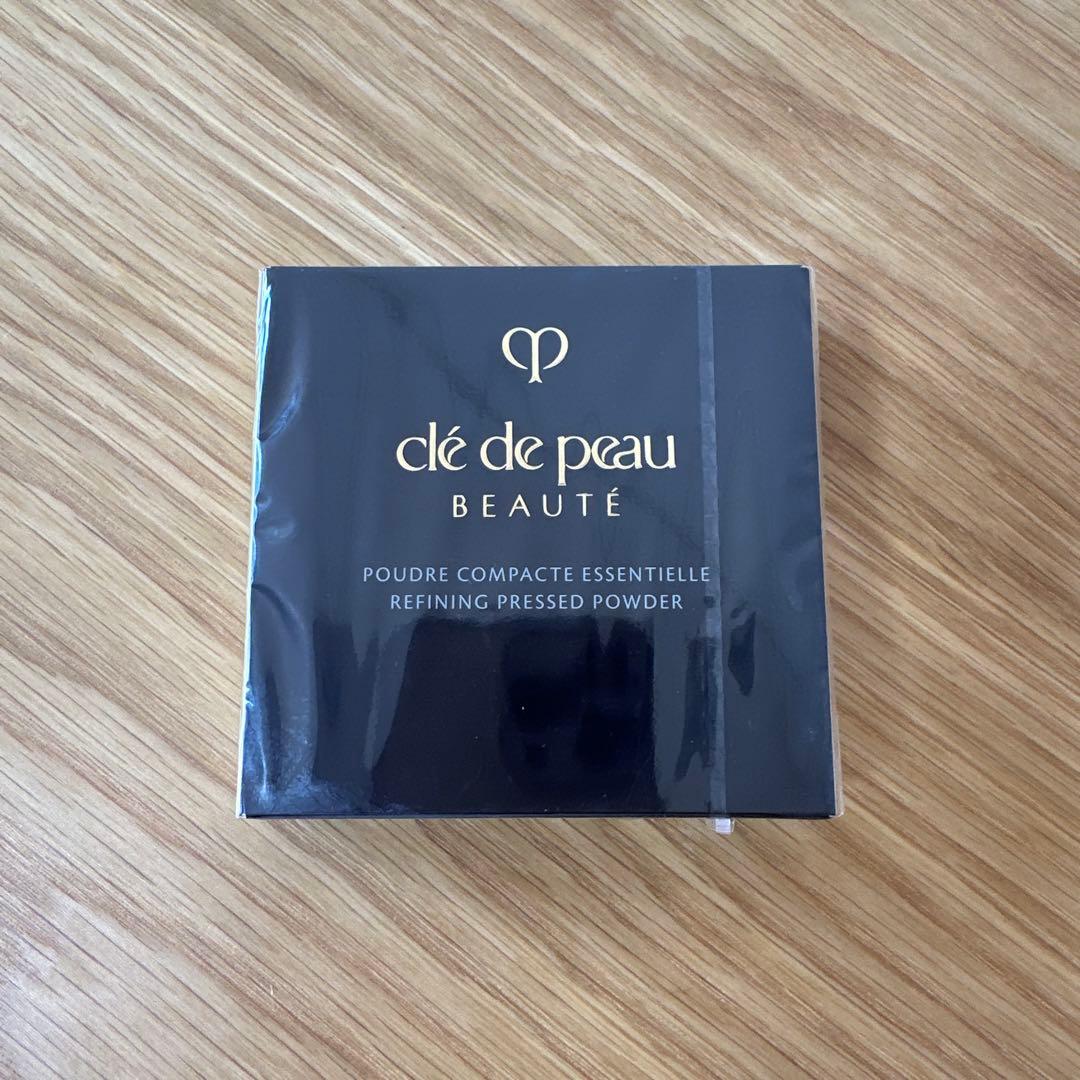 clé de peau
BEAUTÉ
POUDRE COMPACTE ESSENTIELLE
REFINING PRESSED POWDER